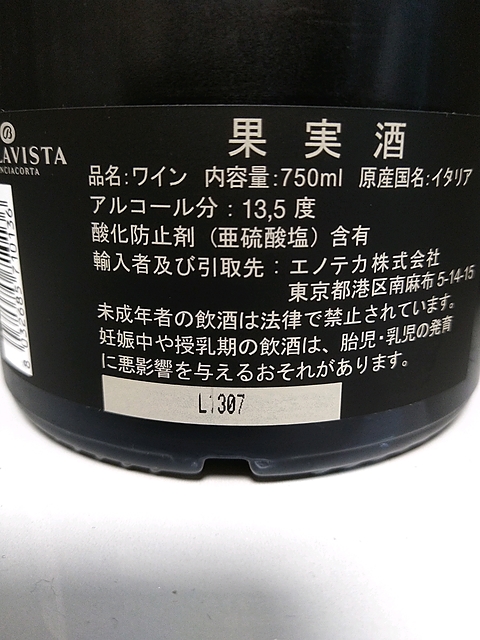 果実酒
LAVISTA
NCIACORTA
品名:ワイン 内容量:750ml 原産国名:イタリア
アルコール分:13,5度
酸化防止剤(亜硫酸塩)含有
輸入者及び引取先:エノテカ株式会社
東京都港区南麻布5-14-15
未成年者の飲酒は法律で禁止されています。
妊娠中や授乳期の飲酒は、胎児・乳児の発育
に悪影響を与えるおそれがあります。
L1307